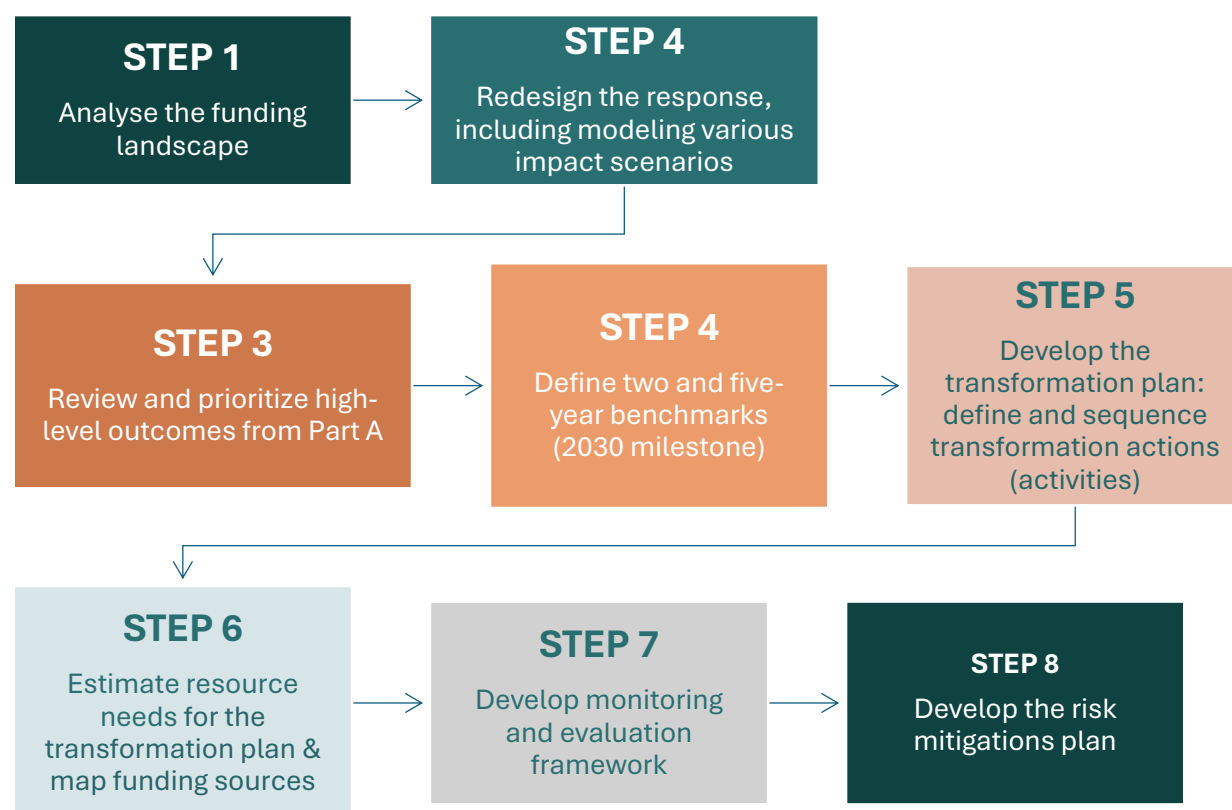 STEP 1
Analyse the funding
landscape
STEP 4
Redesign the response,
including modeling various
impact scenarios
STEP 3
Review and prioritize high-
level outcomes from Part A
STEP 4
Define two and five-
year benchmarks
(2030 milestone)
STEP 5
Develop the
transformation plan:
define and sequence
transformation actions
(activities)
STEP 6
Estimate resource
needs for the
transformation plan &
map funding sources
STEP 7
Develop monitoring
and evaluation
framework
STEP 8
Develop the risk
mitigations plan